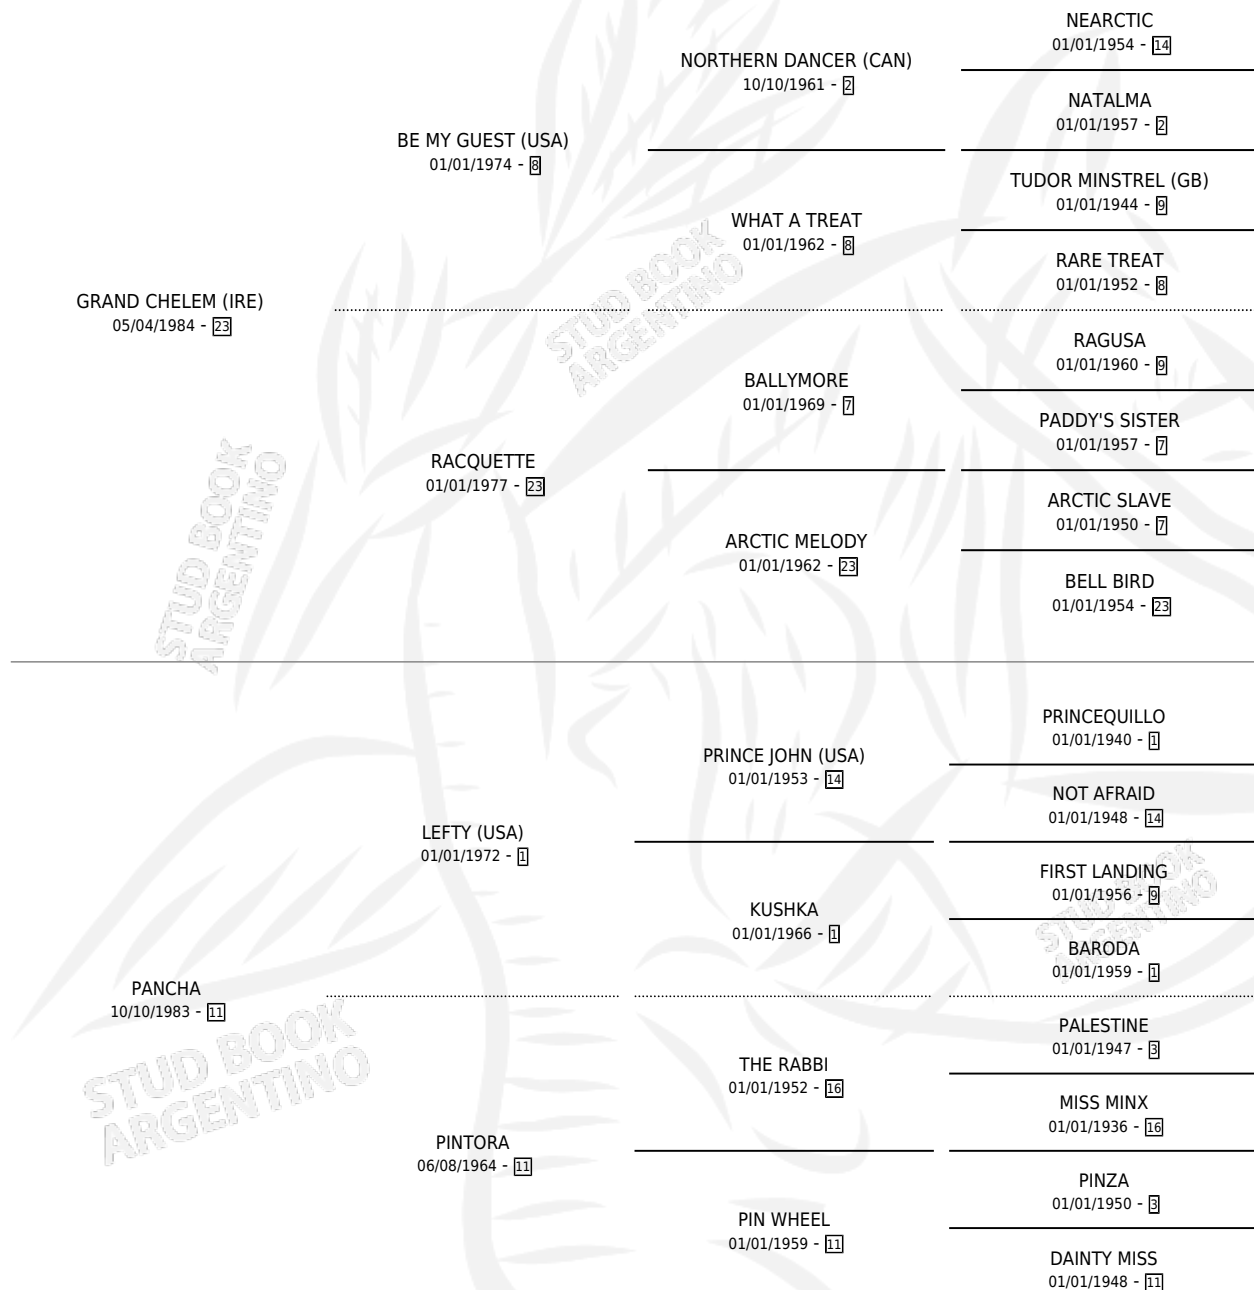 GRAND CHELEM (IRE)
05/04/1984 - 23
BE MY GUEST (USA)
01/01/1974 - 8
NORTHERN DANCER (CAN)
10/10/1961 - 2
NEARCTIC
01/01/1954 - 14
NATALMA
01/01/1957 - 2
WHAT A TREAT
01/01/1962 - 8
TUDOR MINSTREL (GB)
01/01/1944 - 9
RARE TREAT
01/01/1952 - 8
RACQUETTE
01/01/1977 - 23
BALLYMORE
01/01/1969 - 7
RAGUSA
01/01/1960 - 9
PADDY'S SISTER
01/01/1957 - 7
ARCTIC MELODY
01/01/1962 - 23
ARCTIC SLAVE
01/01/1950 - 7
BELL BIRD
01/01/1954 - 23
PANCHA
10/10/1983 - 11
LEFTY (USA)
01/01/1972 - 1
PRINCE JOHN (USA)
01/01/1953 - 14
PRINCEQUILLO
01/01/1940 - 1
NOT AFRAID
01/01/1948 - 14
KUSHKA
01/01/1966 - 1
FIRST LANDING
01/01/1956 - 9
BARODA
01/01/1959 - 1
PINTORA
06/08/1964 - 11
THE RABBI
01/01/1952 - 16
PALESTINE
01/01/1947 - 3
MISS MINX
01/01/1936 - 16
PIN WHEEL
01/01/1959 - 11
PINZA
01/01/1950 - 3
DAINTY MISS
01/01/1948 - 11
STUD BOOK
ARGENTINO
STUD BOOK
ARGENTINO
STUD BOOK
ARGENTINO
STUD BOOK
ARGENTINO